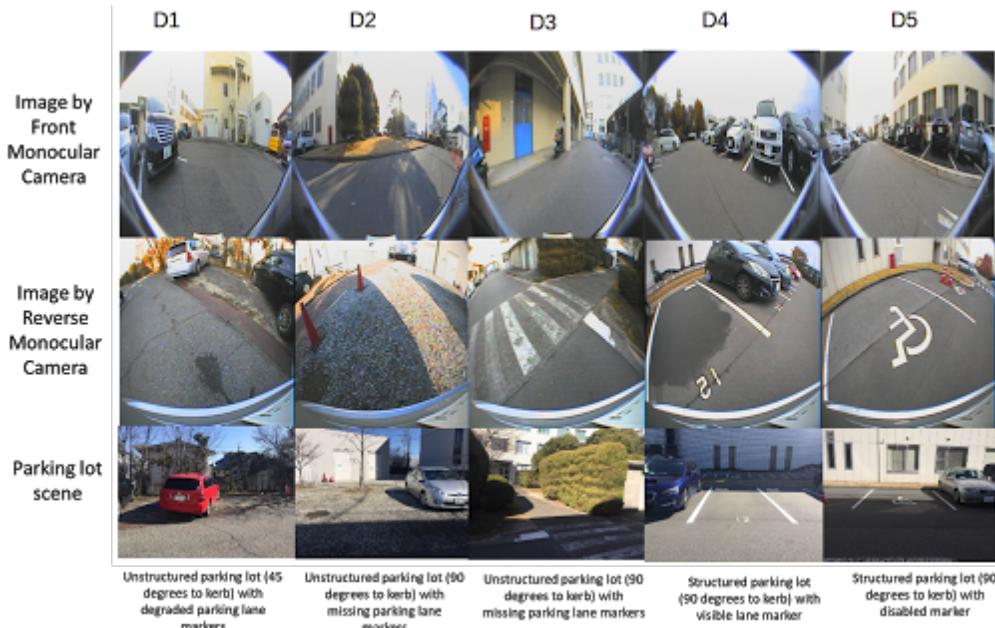 D1 D2 D3 D4 D5
Image by
Front
Monocular
Camera
Image by
Reverse
Monocular
Camera
Parking lot
scene
Unstructured parking lot (45
degrees to kerb) with
degraded parking lane
markers
Unstructured parking lot (90
degrees to kerb) with
missing parking lane
markers
Unstructured parking lot (90
degrees to kerb) with
missing parking lane markers
Structured parking lot
(90 degrees to kerb) with
visible lane marker
Structured parking lot (90
degrees to kerb) with
disabled marker